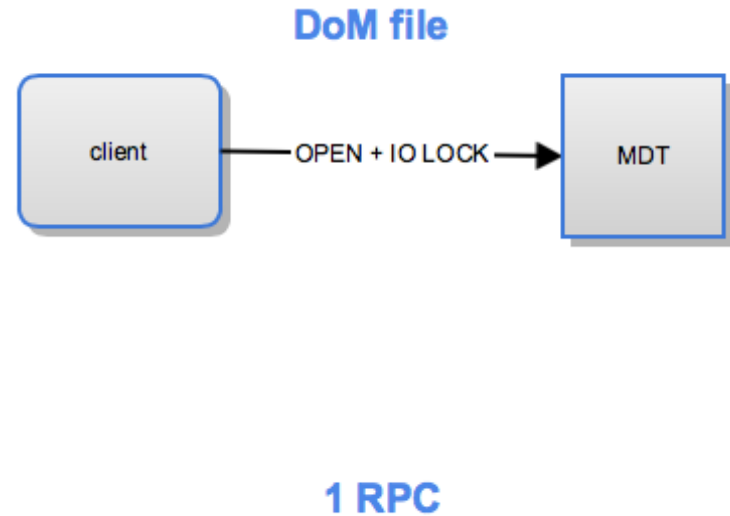 DoM file
client
OPEN + IO LOCK
MDT
1 RPC